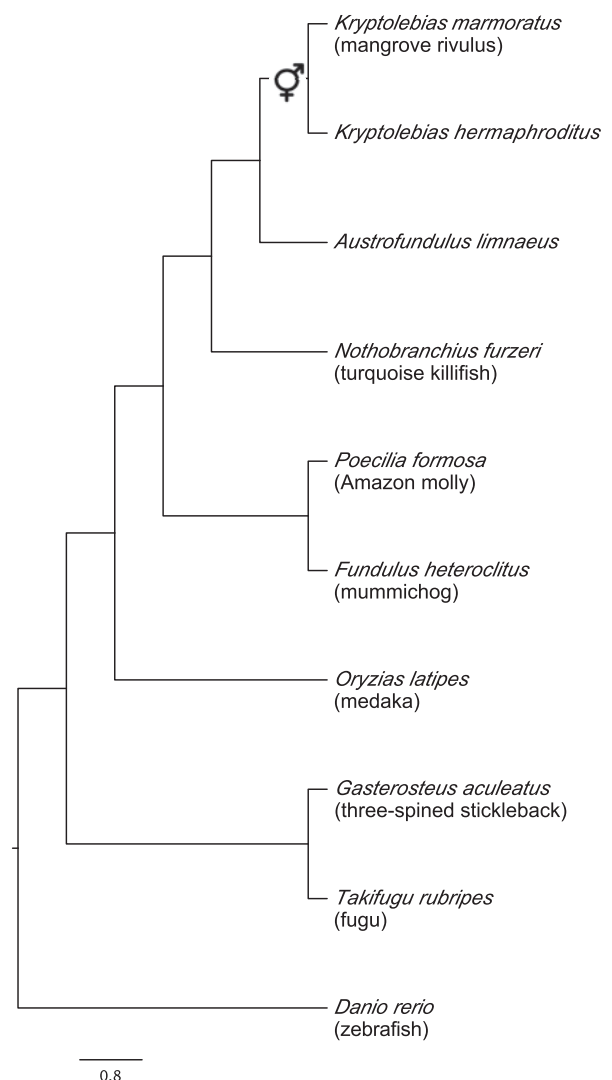 Kryptolebias marmoratus
(mangrove rivulus)
Kryptolebias hermaphroditus
Austrofundulus limnaeus
Nothobranchius furzeri
(turquoise killifish)
Poecilia formosa
(Amazon molly)
Fundulus heteroclitus
(mummichog)
Oryzias latipes
(medaka)
Gasterosteus aculeatus
(three-spined stickleback)
Takifugu rubripes
(fugu)
Danio rerio
(zebrafish)
0.8